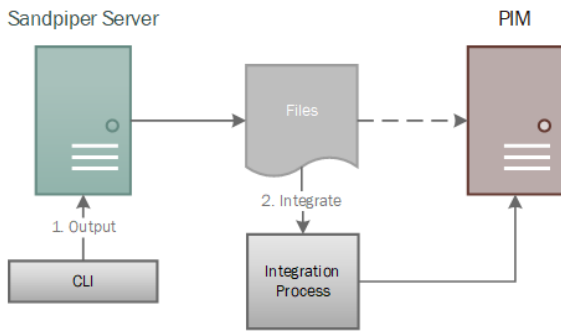 Sandpiper Server
PIM
Files
2. Integrate
1. Output
Integration
Process
CLI